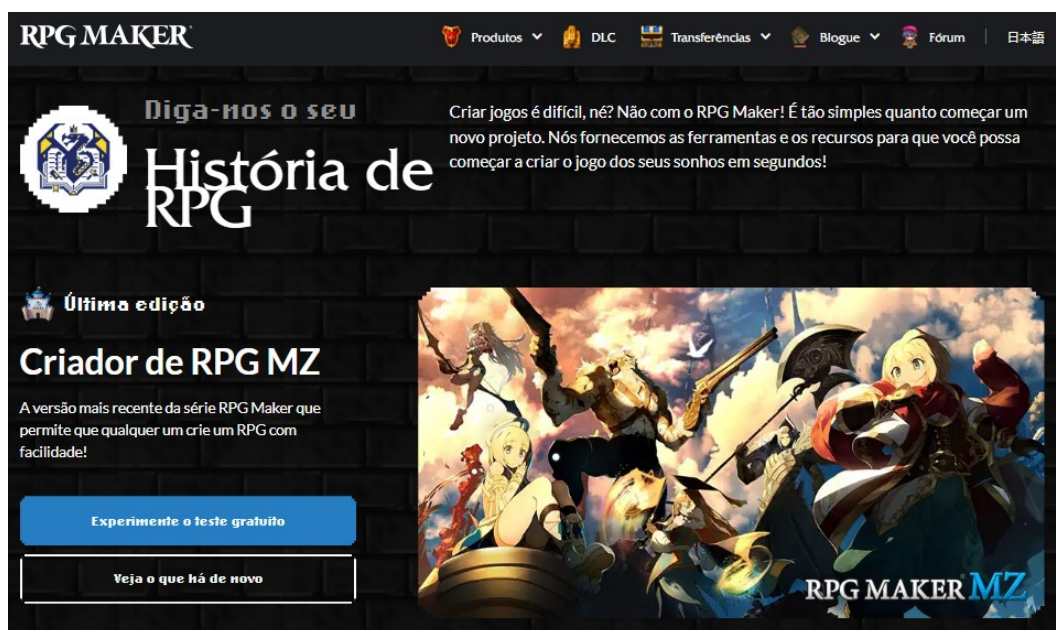 RPG MAKER
Produtos
DLC
Transferências
Blogue
Fórum
日本語
Diga-nos o seu
História de
RPG
Criar jogos é difícil, né? Não com o RPG Maker! É tão simples quanto começar um
novo projeto. Nós fornecemos as ferramentas e os recursos para que você possa
começar a criar o jogo dos seus sonhos em segundos!
Última edição
Criador de RPG MZ
A versão mais recente da série RPG Maker que
permite que qualquer um crie um RPG com
facilidade!
Experimente o teste gratuito
Veja o que há de novo
RPG MAKER MZ